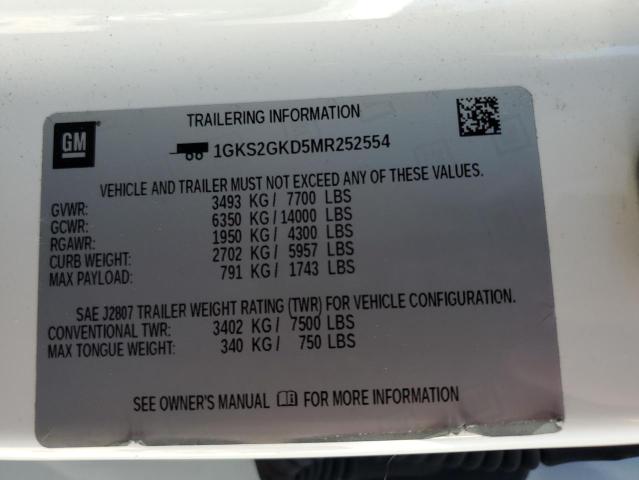 GM
TRAILERING INFORMATION
1GKS2GKD5MR252554
VEHICLE AND TRAILER MUST NOT EXCEED ANY OF THESE VALUES.
GVWR: 3493 KG / 7700 LBS
GCWR: 6350 KG / 14000 LBS
RGAWR: 1950 KG / 4300 LBS
CURB WEIGHT: 2702 KG / 5957 LBS
MAX PAYLOAD: 791 KG / 1743 LBS
SAE J2807 TRAILER WEIGHT RATING (TWR) FOR VEHICLE CONFIGURATION.
CONVENTIONAL TWR: 3402 KG / 7500 LBS
MAX TONGUE WEIGHT: 340 KG / 750 LBS
SEE OWNER'S MANUAL FOR MORE INFORMATION